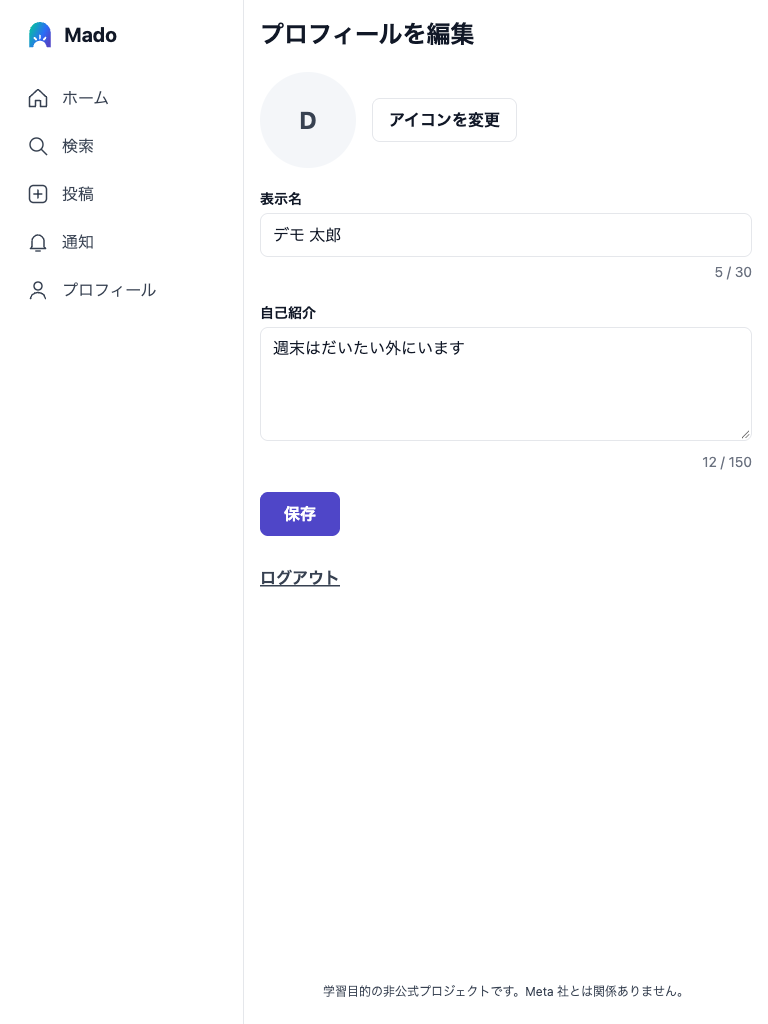 Mado
ホーム
検索
投稿
通知
プロフィール
プロフィールを編集
D
アイコンを変更
表示名
デモ 太郎
5 / 30
自己紹介
週末はだいたい外にいます
12 / 150
保存
ログアウト
学習目的の非公式プロジェクトです。Meta 社とは関係ありません。